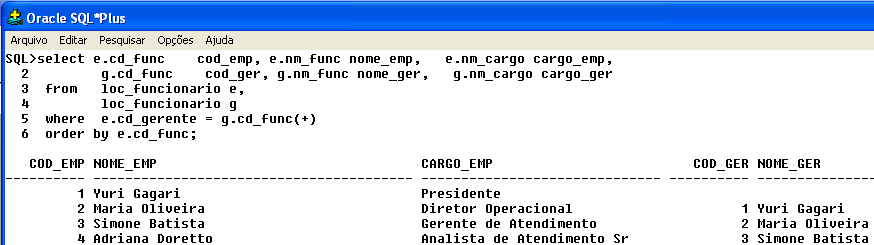 Oracle SQL*Plus
Arquivo Editar Pesquisar Opções Ajuda
SQL>select e.cd_func cod_emp, e.nm_func nome_emp, e.nm_cargo cargo_emp,
2 g.cd_func cod_ger, g.nm_func nome_ger, g.nm_cargo cargo_ger
3 from loc_funcionario e,
4 loc_funcionario g
5 where e.cd_gerente = g.cd_func(+)
6 order by e.cd_func;
COD_EMP NOME_EMP CARGO_EMP COD_GER NOME_GER
---------- ---------------------------------------- ------------------------------ ---------- ---------------
1 Yuri Gagari Presidente
2 Maria Oliveira Diretor Operacional 1 Yuri Gagari
3 Simone Batista Gerente de Atendimento 2 Maria Oliveira
4 Adriana Doretto Analista de Atendimento Sr 3 Simone Batista